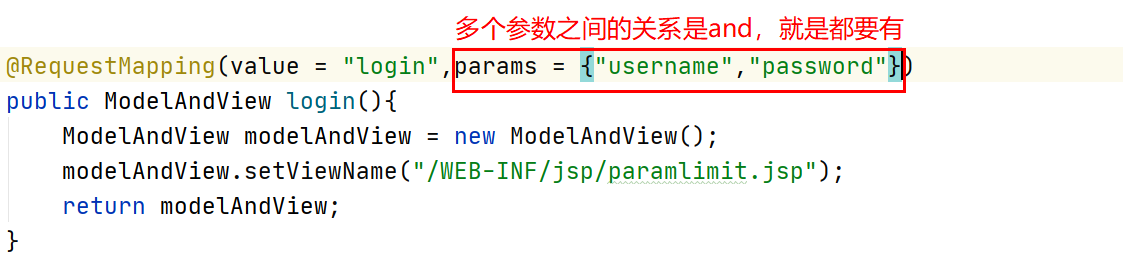 多个参数之间的关系是and，就是都要有
@RequestMapping(value = "login",params = {"username","password"})
public ModelAndView login(){
    ModelAndView modelAndView = new ModelAndView();
    modelAndView.setViewName("/WEB-INF/jsp/paramlimit.jsp");
    return modelAndView;
}